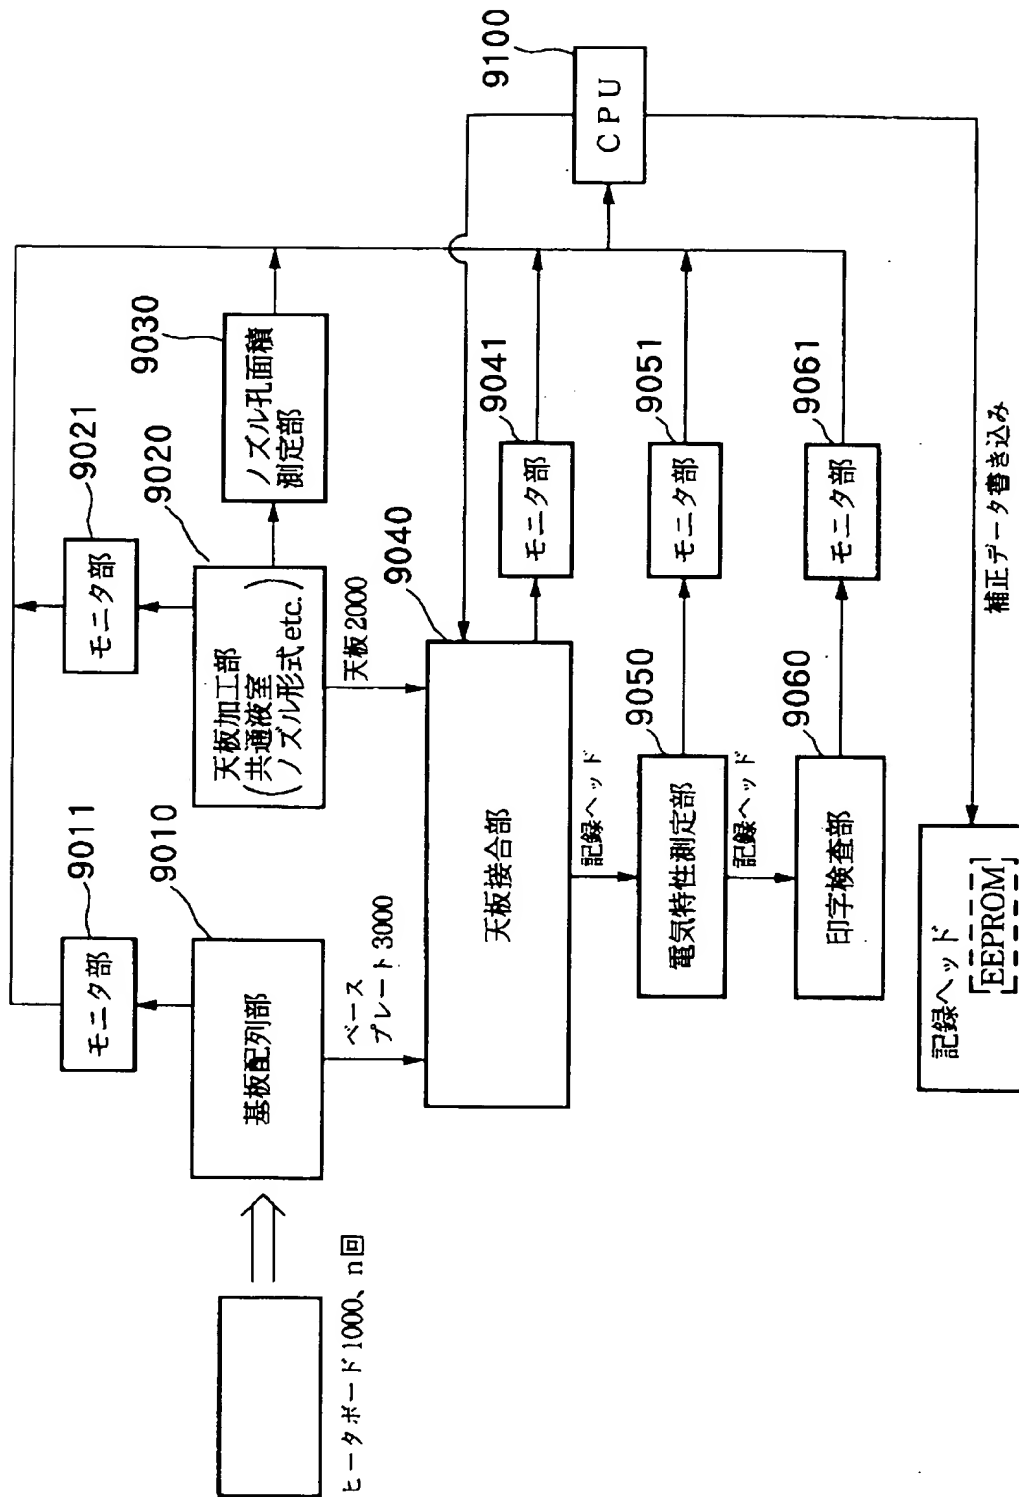 ヒータボード1000、n回
9010
基板配列部
9011
モニタ部
ベース
プレート3000
9020
天板加工部
(共通液室
ノズル形式etc.)
9021
モニタ部
天板2000
9030
ノズル孔面積
測定部
9040
天板接合部
9041
モニタ部
記録ヘッド
9050
電気特性測定部
9051
モニタ部
記録ヘッド
9060
印字検査部
9061
モニタ部
9100
CPU
補正データ書き込み
記録ヘッド
[EEPROM]